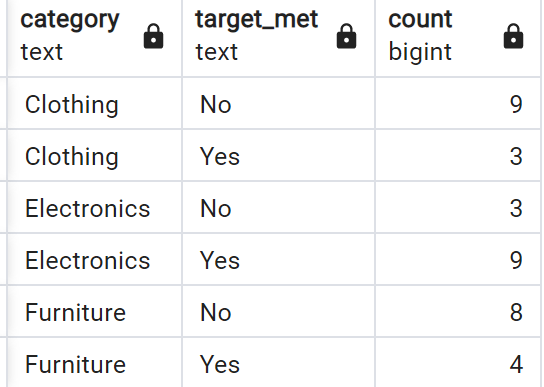 category target_met count
text text bigint
Clothing No 9
Clothing Yes 3
Electronics No 3
Electronics Yes 9
Furniture No 8
Furniture Yes 4